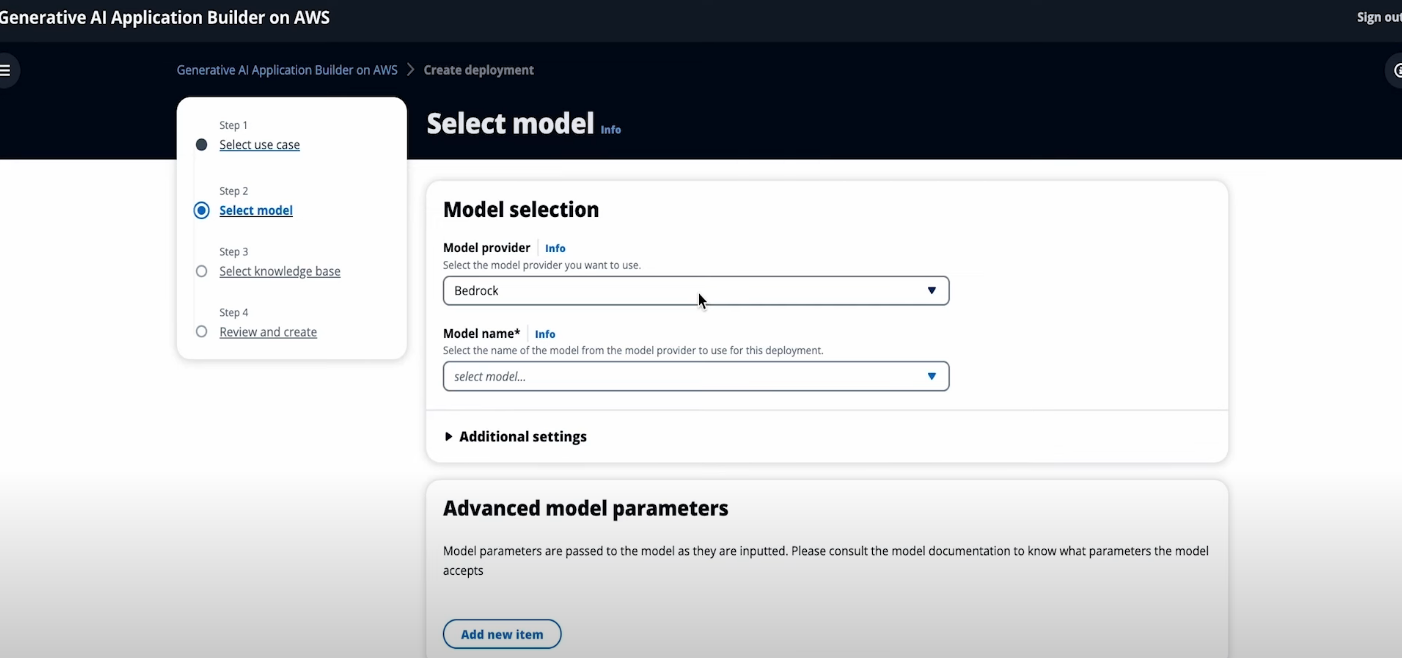 Generative AI Application Builder on AWS
Sign out
Generative AI Application Builder on AWS > Create deployment
Step 1
Select use case
Step 2
Select model
Step 3
Select knowledge base
Step 4
Review and create
Select model Info
Model selection
Model provider Info
Select the model provider you want to use.
Bedrock
Model name* Info
Select the name of the model from the model provider to use for this deployment.
select model...
Additional settings
Advanced model parameters
Model parameters are passed to the model as they are inputted. Please consult the model documentation to know what parameters the model
accepts
Add new item